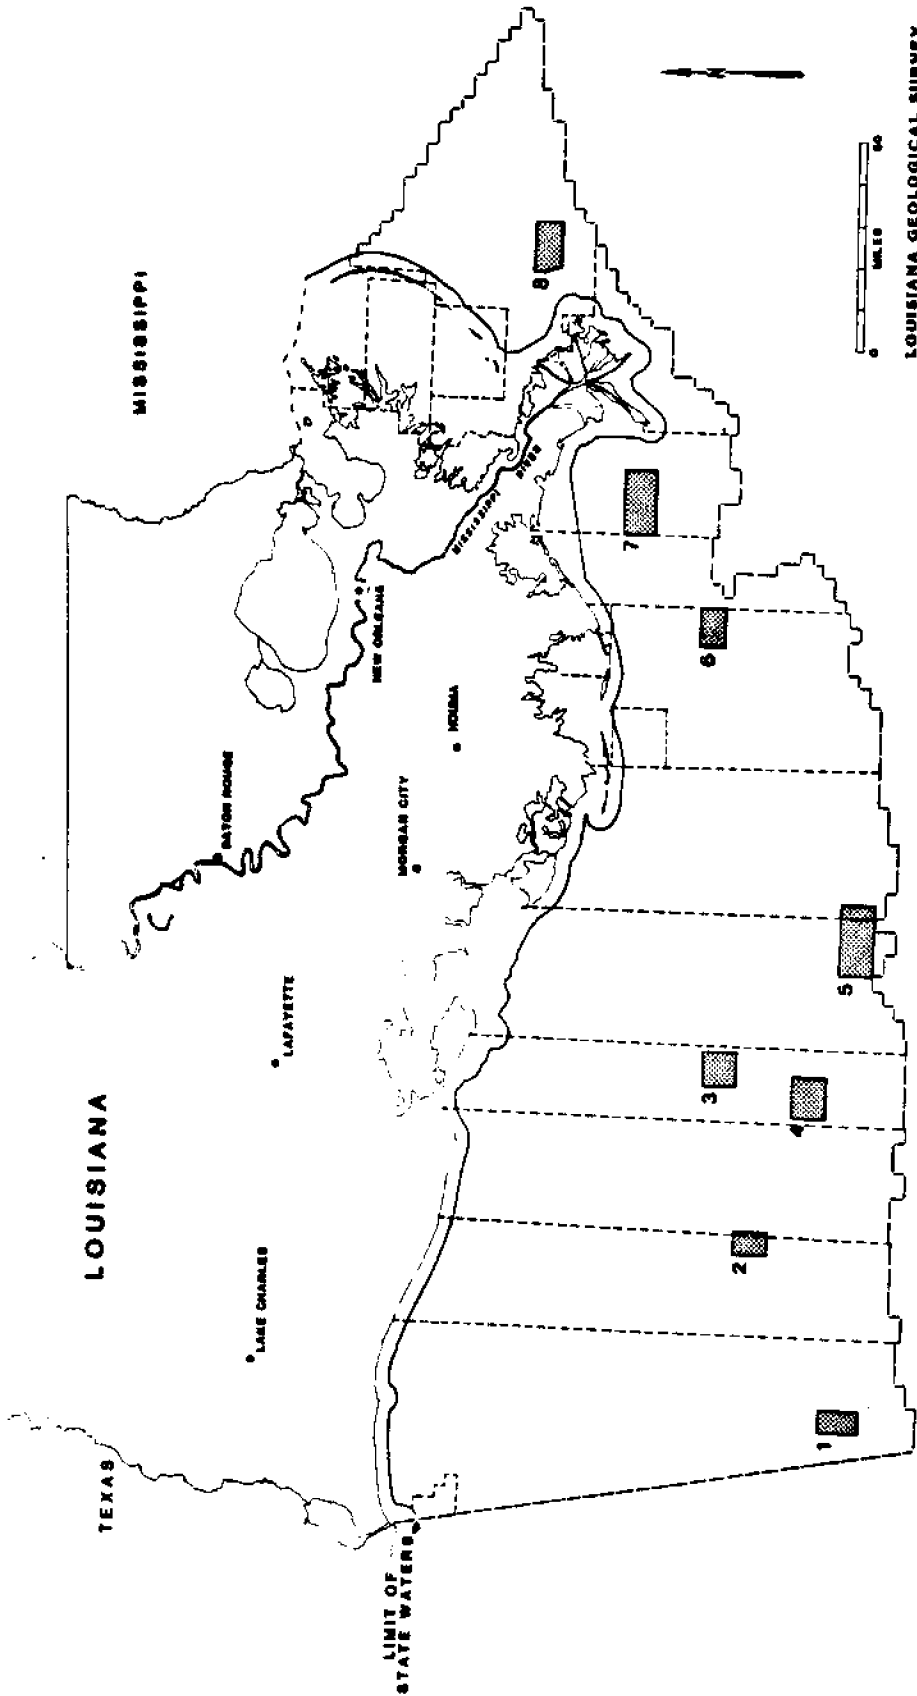 MISSISSIPPI
LOUISIANA
TEXAS
BATON ROUGE
LAFAYETTE
LAKE CHARLES
NEW ORLEANS
HOUMA
MORGAN CITY
MISSISSIPPI RIVER
LIMIT OF
STATE WATERS
1
2
3
4
5
6
7
8
N
0
MILES
50
LOUISIANA GEOLOGICAL SURVEY